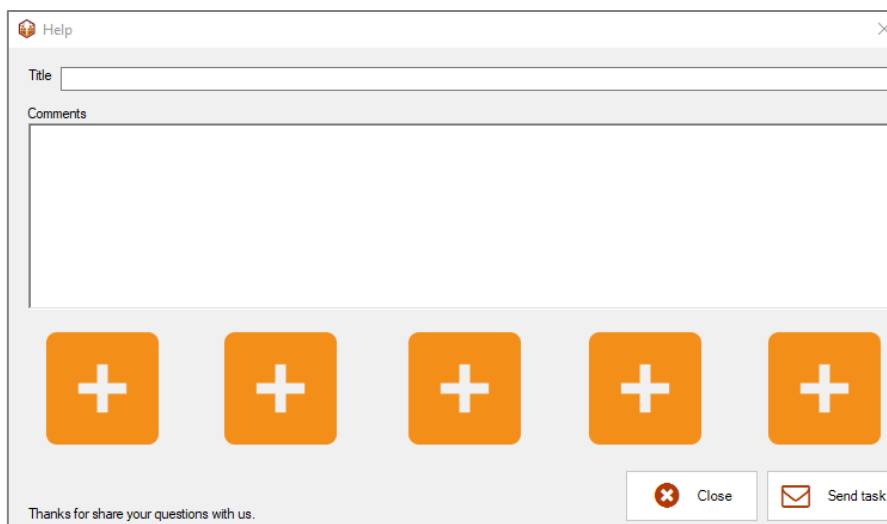 Help
Title
Comments
Close
Send task
Thanks for share your questions with us.